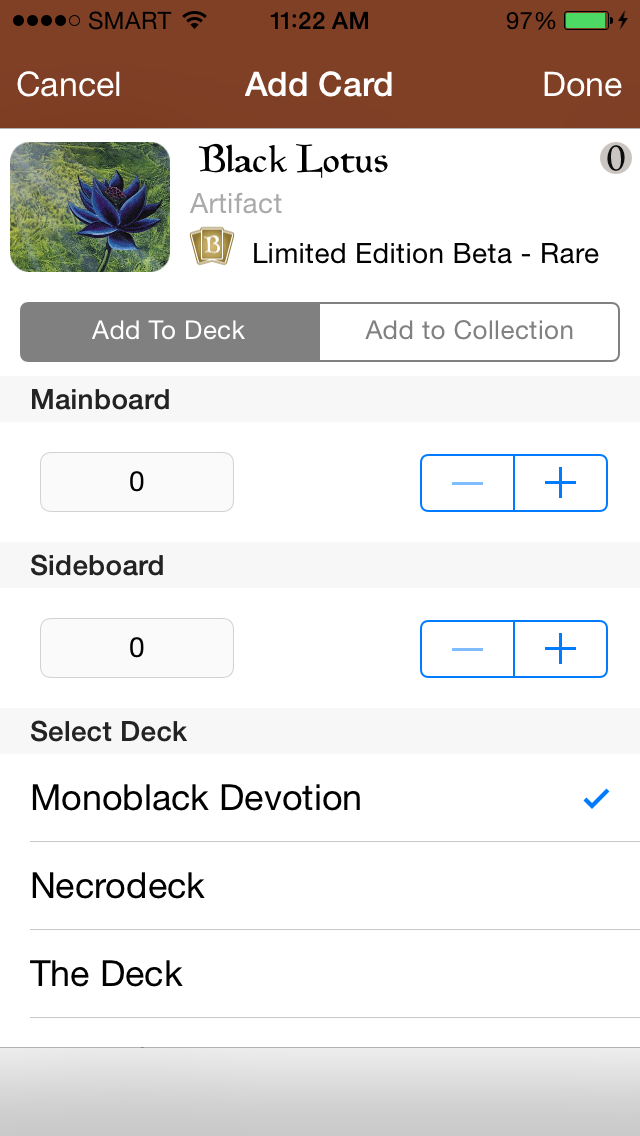 SMART 11:22 AM 97%
Cancel Add Card Done
Black Lotus 0
Artifact
B Limited Edition Beta - Rare
Add To Deck Add to Collection
Mainboard
0 — +
Sideboard
0 — +
Select Deck
Monoblack Devotion
Necrodeck
The Deck